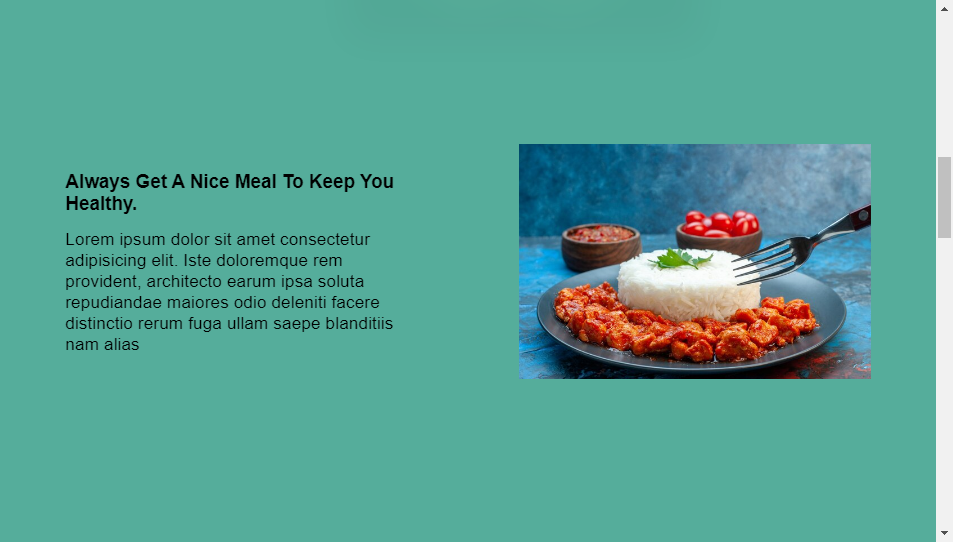 Always Get A Nice Meal To Keep You
Healthy.
Lorem ipsum dolor sit amet consectetur
adipisicing elit. Iste doloremque rem
provident, architecto earum ipsa soluta
repudiandae maiores odio deleniti facere
distinctio rerum fuga ullam saepe blanditiis
nam alias